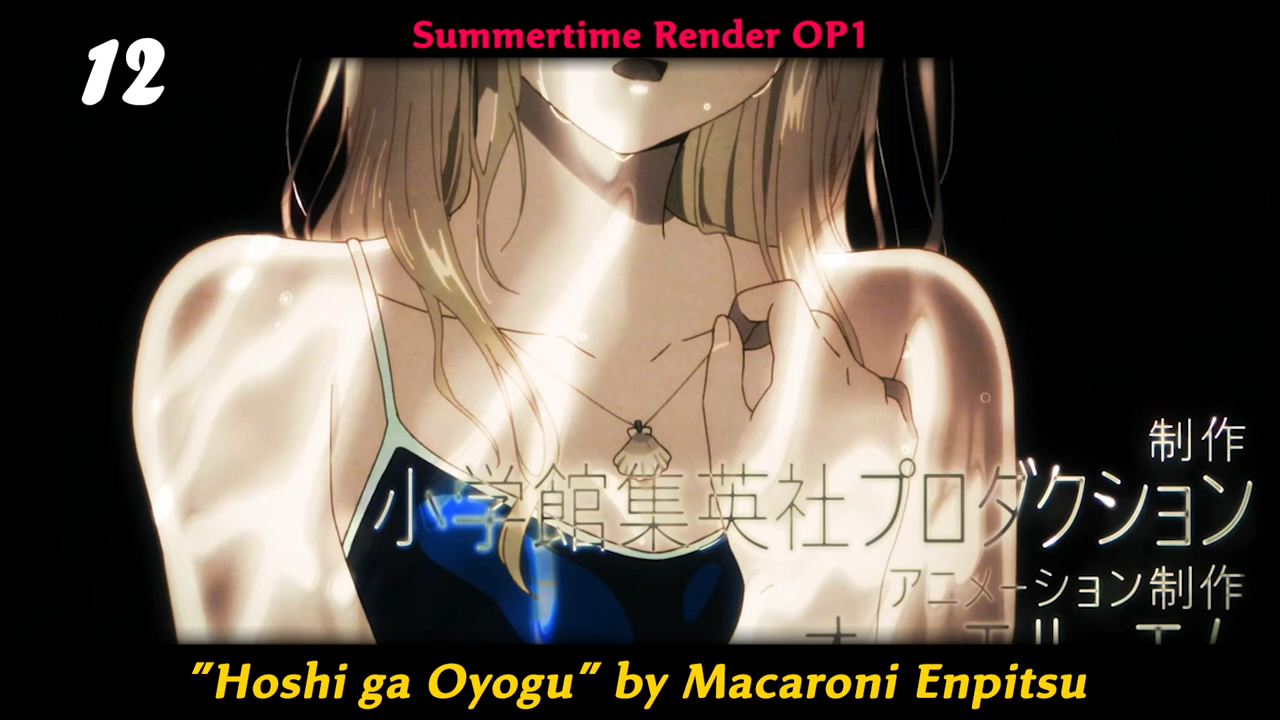 Summertime Render OP1
12
制作
小学館集英社プロダクション
アニメーション制作
"Hoshi ga Oyogu" by Macaroni Enpitsu